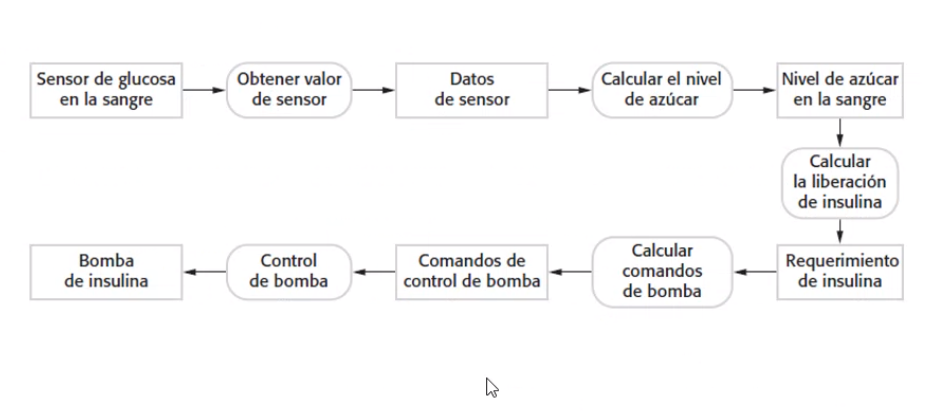 Sensor de glucosa
en la sangre
Obtener valor
de sensor
Datos
de sensor
Calcular el nivel
de azúcar
Nivel de azúcar
en la sangre
Calcular
la liberación
de insulina
Requerimiento
de insulina
Calcular
comandos
de bomba
Comandos de
control de bomba
Control
de bomba
Bomba
de insulina